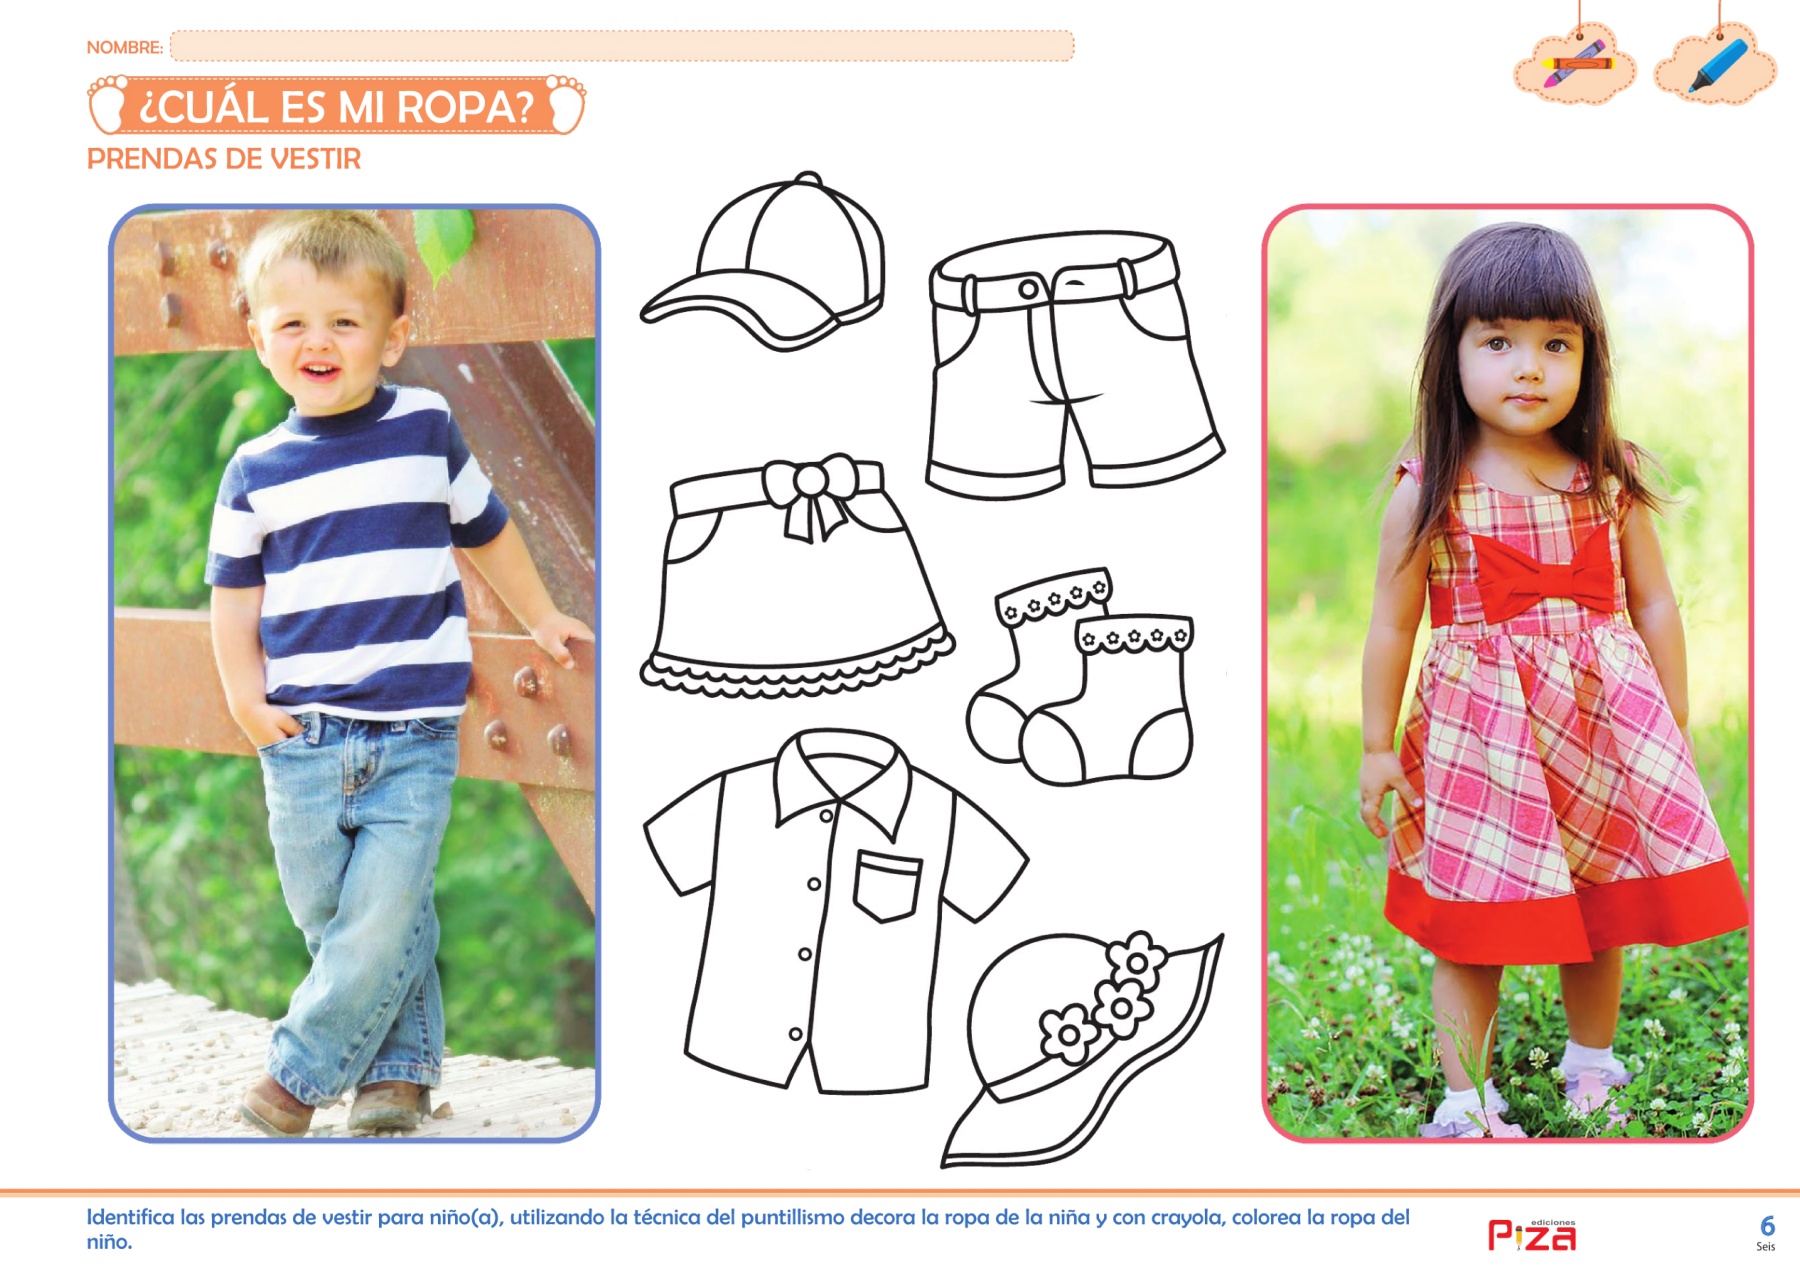 NOMBRE:
¿CUÁL ES MI ROPA?
PRENDAS DE VESTIR
Identifica las prendas de vestir para niño(a), utilizando la técnica del puntillismo decora la ropa de la niña y con crayola, colorea la ropa del
niño.
ediciones
Piza
6
Seis